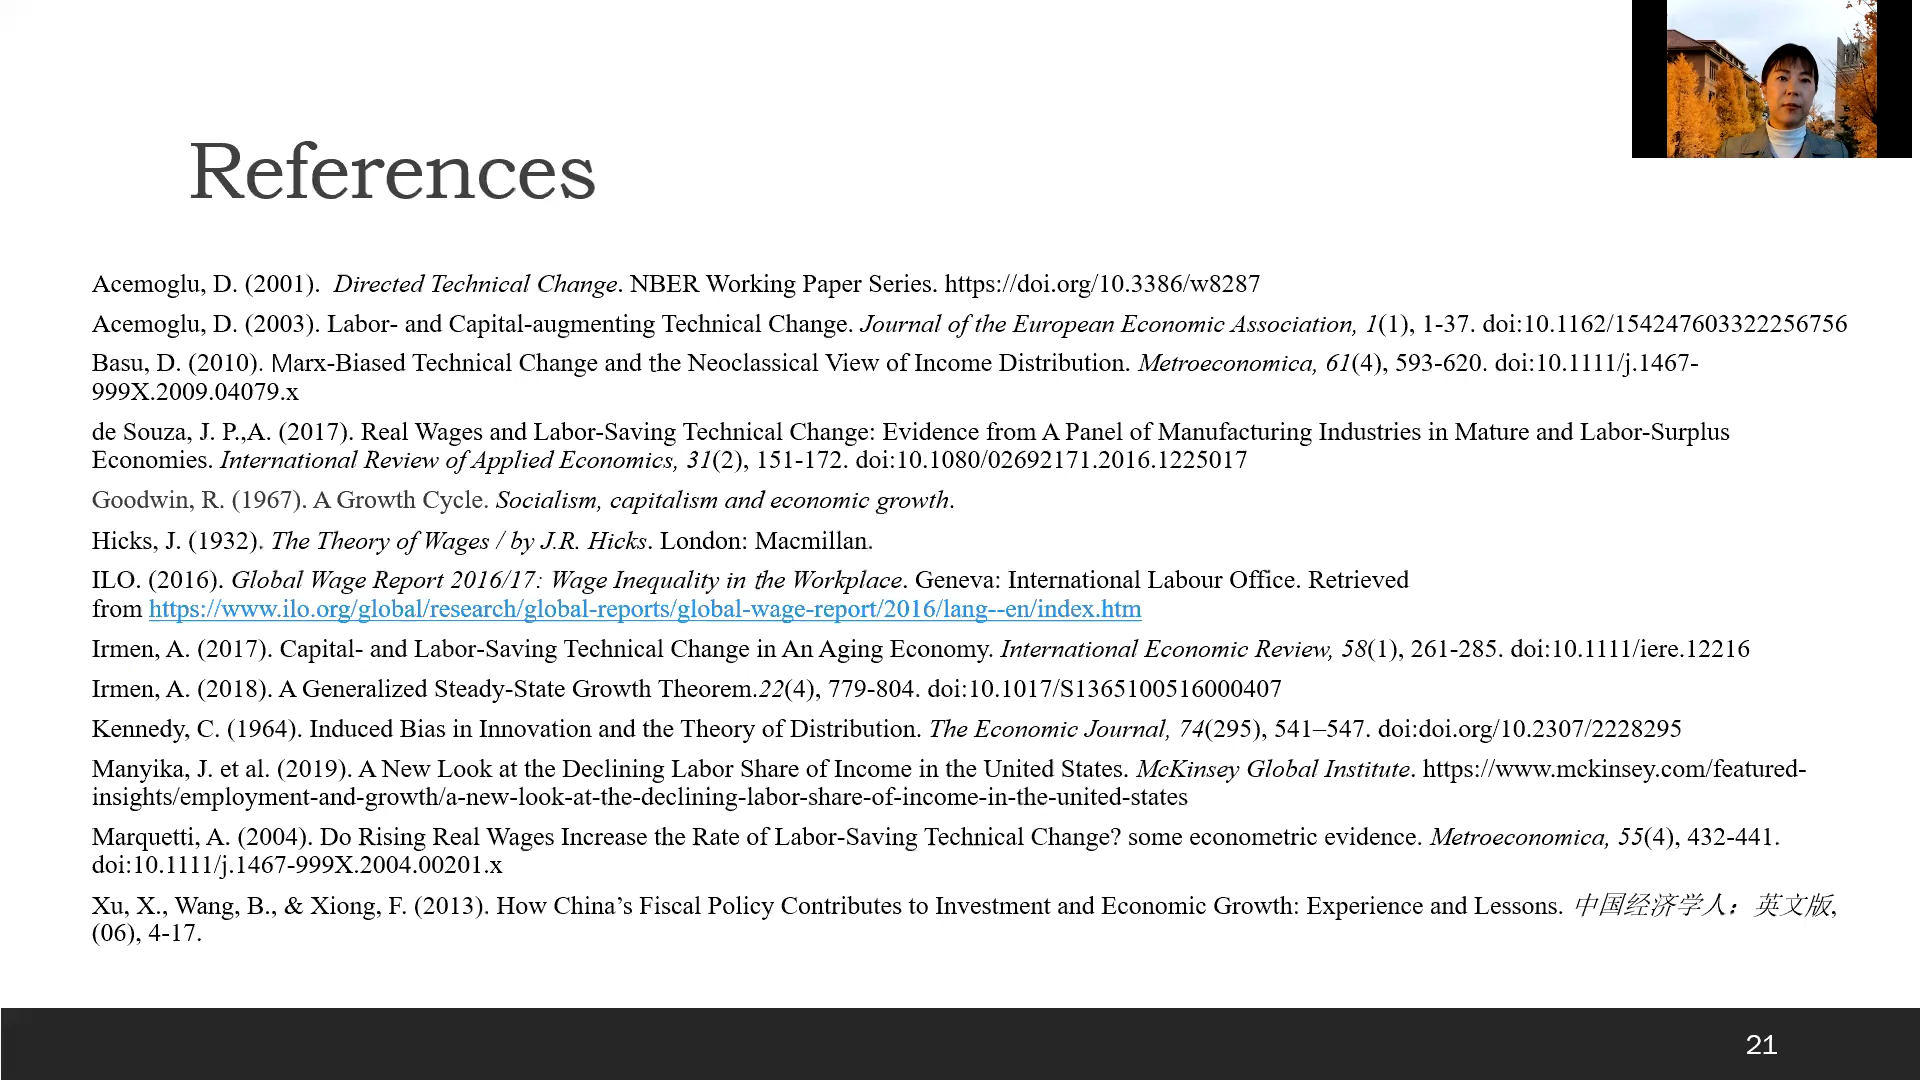 References
Acemoglu, D. (2001).  Directed Technical Change. NBER Working Paper Series. https://doi.org/10.3386/w8287
Acemoglu, D. (2003). Labor- and Capital-augmenting Technical Change. Journal of the European Economic Association, 1(1), 1-37. doi:10.1162/154247603322256756
Basu, D. (2010). Marx-Biased Technical Change and the Neoclassical View of Income Distribution. Metroeconomica, 61(4), 593-620. doi:10.1111/j.1467-
999X.2009.04079.x
de Souza, J. P.,A. (2017). Real Wages and Labor-Saving Technical Change: Evidence from A Panel of Manufacturing Industries in Mature and Labor-Surplus
Economies. International Review of Applied Economics, 31(2), 151-172. doi:10.1080/02692171.2016.1225017
Goodwin, R. (1967). A Growth Cycle. Socialism, capitalism and economic growth.
Hicks, J. (1932). The Theory of Wages / by J.R. Hicks. London: Macmillan.
ILO. (2016). Global Wage Report 2016/17: Wage Inequality in the Workplace. Geneva: International Labour Office. Retrieved
from https://www.ilo.org/global/research/global-reports/global-wage-report/2016/lang--en/index.htm
Irmen, A. (2017). Capital- and Labor-Saving Technical Change in An Aging Economy. International Economic Review, 58(1), 261-285. doi:10.1111/iere.12216
Irmen, A. (2018). A Generalized Steady-State Growth Theorem.22(4), 779-804. doi:10.1017/S1365100516000407
Kennedy, C. (1964). Induced Bias in Innovation and the Theory of Distribution. The Economic Journal, 74(295), 541–547. doi:doi.org/10.2307/2228295
Manyika, J. et al. (2019). A New Look at the Declining Labor Share of Income in the United States. McKinsey Global Institute. https://www.mckinsey.com/featured-
insights/employment-and-growth/a-new-look-at-the-declining-labor-share-of-income-in-the-united-states
Marquetti, A. (2004). Do Rising Real Wages Increase the Rate of Labor-Saving Technical Change? some econometric evidence. Metroeconomica, 55(4), 432-441.
doi:10.1111/j.1467-999X.2004.00201.x
Xu, X., Wang, B., & Xiong, F. (2013). How China’s Fiscal Policy Contributes to Investment and Economic Growth: Experience and Lessons. 中国经济学人：英文版,
(06), 4-17.
21